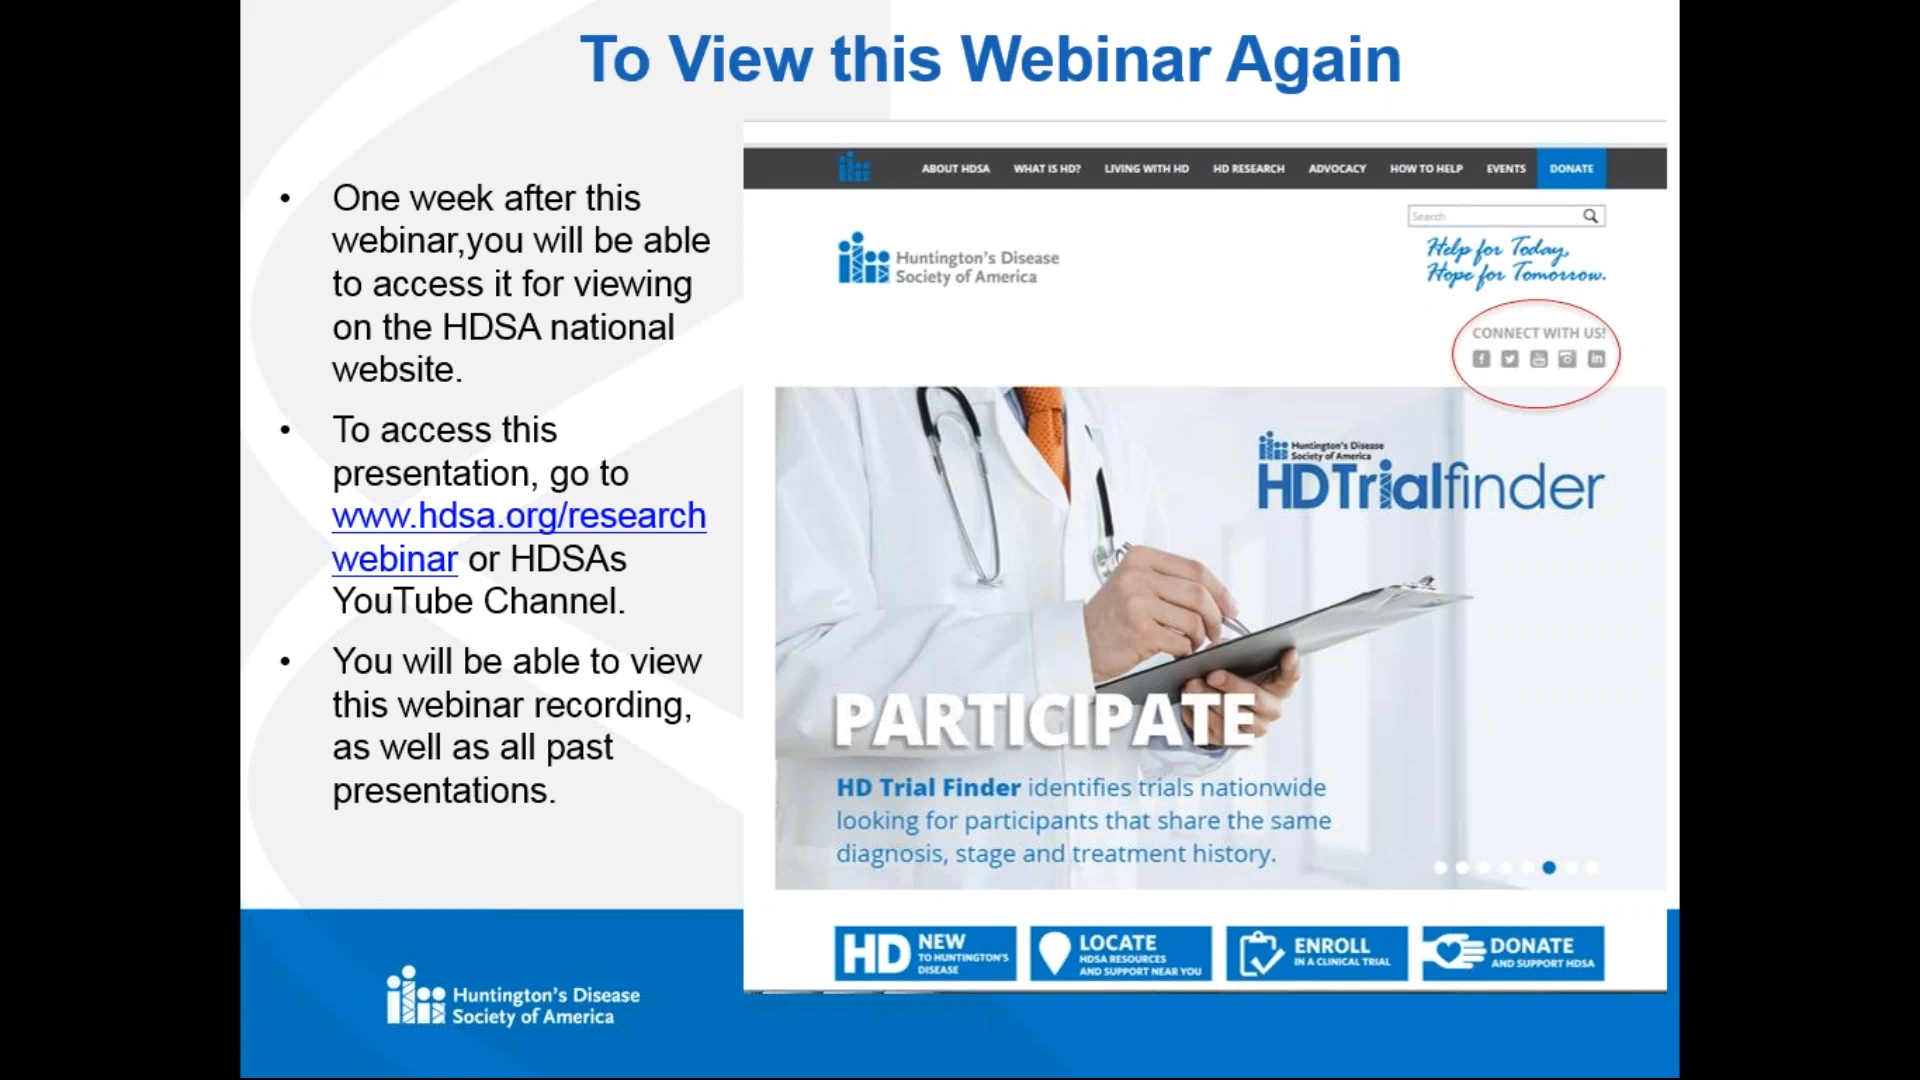 To View this Webinar Again
• One week after this
webinar,you will be able
to access it for viewing
on the HDSA national
website.
• To access this
presentation, go to
www.hdsa.org/research
webinar or HDSAs
YouTube Channel.
• You will be able to view
this webinar recording,
as well as all past
presentations.
ABOUT HDSA WHAT IS HD? LIVING WITH HD HD RESEARCH ADVOCACY HOW TO HELP EVENTS DONATE
Search
Huntington's Disease
Society of America
Help for Today,
Hope for Tomorrow.
CONNECT WITH US!
Huntington's Disease
Society of America
HDTrialfinder
PARTICIPATE
HD Trial Finder identifies trials nationwide
looking for participants that share the same
diagnosis, stage and treatment history.
HD NEW
TO HUNTINGTON'S
DISEASE
LOCATE
HDSA RESOURCES
AND SUPPORT NEAR YOU
ENROLL
IN A CLINICAL TRIAL
DONATE
AND SUPPORT HDSA
Huntington's Disease
Society of America